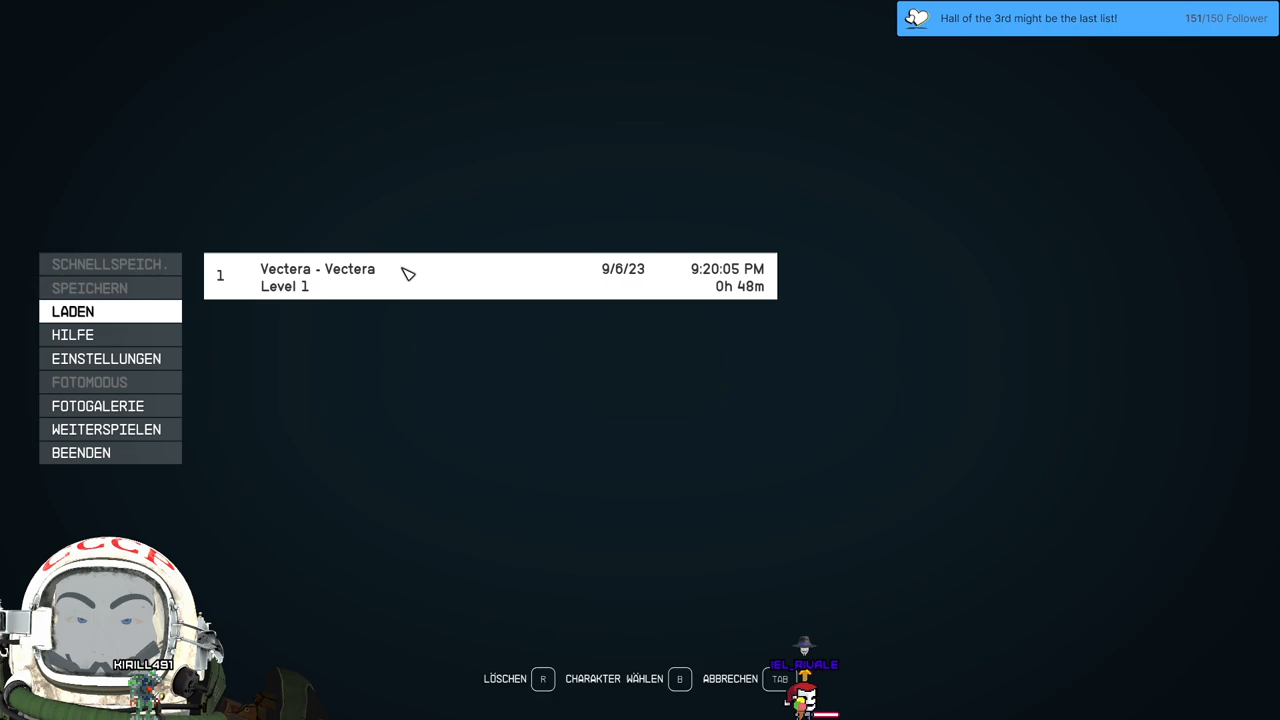 Hall of the 3rd might be the last list! 151/150 Follower
SCHNELLSPEICH.
SPEICHERN
LADEN
HILFE
EINSTELLUNGEN
FOTOMODUS
FOTOGALERIE
WEITERSPIELEN
BEENDEN
1 Vectera - Vectera 9/6/23 9:20:05 PM
Level 1 0h 48m
CCCP
KIRILL491
IEL_RIVALE
LÖSCHEN R CHARAKTER WÄHLEN B ABBRECHEN TAB